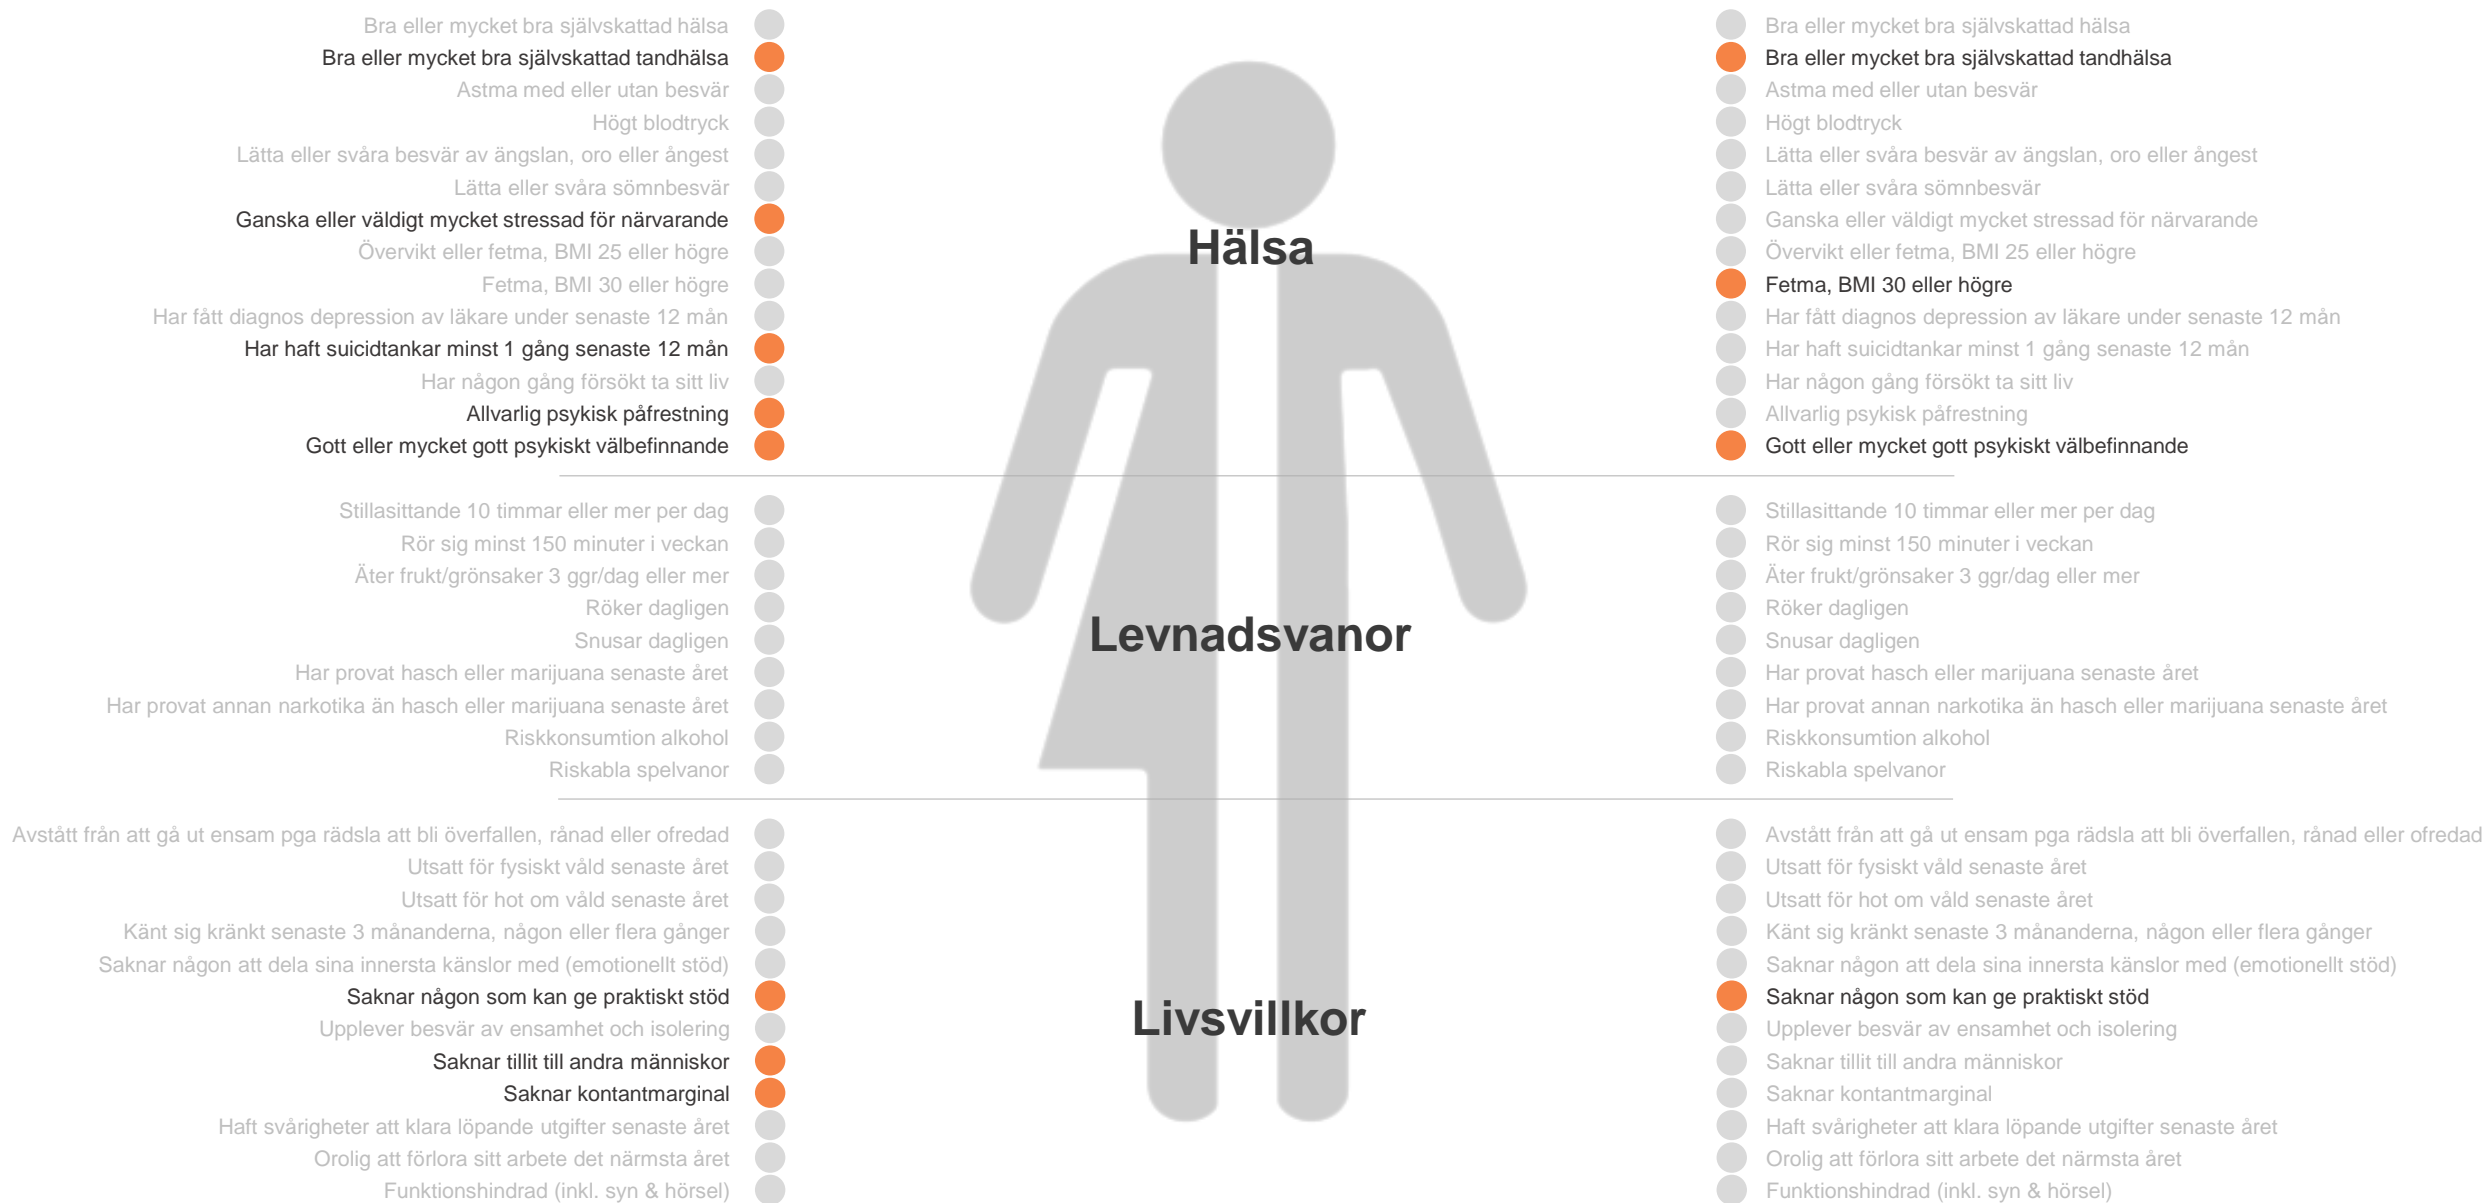 Bra eller mycket bra självskattad hälsa
Bra eller mycket bra självskattad tandhälsa
Astma med eller utan besvär
Högt blodtryck
Lätta eller svåra besvär av ängslan, oro eller ångest
Lätta eller svåra sömnbesvär
Ganska eller väldigt mycket stressad för närvarande
Övervikt eller fetma, BMI 25 eller högre
Fetma, BMI 30 eller högre
Har fått diagnos depression av läkare under senaste 12 mån
Har haft suicidtankar minst 1 gång senaste 12 mån
Har någon gång försökt ta sitt liv
Allvarlig psykisk påfrestning
Gott eller mycket gott psykiskt välbefinnande
Hälsa
Bra eller mycket bra självskattad hälsa
Bra eller mycket bra självskattad tandhälsa
Astma med eller utan besvär
Högt blodtryck
Lätta eller svåra besvär av ängslan, oro eller ångest
Lätta eller svåra sömnbesvär
Ganska eller väldigt mycket stressad för närvarande
Övervikt eller fetma, BMI 25 eller högre
Fetma, BMI 30 eller högre
Har fått diagnos depression av läkare under senaste 12 mån
Har haft suicidtankar minst 1 gång senaste 12 mån
Har någon gång försökt ta sitt liv
Allvarlig psykisk påfrestning
Gott eller mycket gott psykiskt välbefinnande
Stillasittande 10 timmar eller mer per dag
Rör sig minst 150 minuter i veckan
Äter frukt/grönsaker 3 ggr/dag eller mer
Röker dagligen
Snusar dagligen
Har provat hasch eller marijuana senaste året
Har provat annan narkotika än hasch eller marijuana senaste året
Riskkonsumtion alkohol
Riskabla spelvanor
Levnadsvanor
Stillasittande 10 timmar eller mer per dag
Rör sig minst 150 minuter i veckan
Äter frukt/grönsaker 3 ggr/dag eller mer
Röker dagligen
Snusar dagligen
Har provat hasch eller marijuana senaste året
Har provat annan narkotika än hasch eller marijuana senaste året
Riskkonsumtion alkohol
Riskabla spelvanor
Avstått från att gå ut ensam pga rädsla att bli överfallen, rånad eller ofredad
Utsatt för fysiskt våld senaste året
Utsatt för hot om våld senaste året
Känt sig kränkt senaste 3 månanderna, någon eller flera gånger
Saknar någon att dela sina innersta känslor med (emotionellt stöd)
Saknar någon som kan ge praktiskt stöd
Upplever besvär av ensamhet och isolering
Saknar tillit till andra människor
Saknar kontantmarginal
Haft svårigheter att klara löpande utgifter senaste året
Orolig att förlora sitt arbete det närmsta året
Funktionshindrad (inkl. syn & hörsel)
Livsvillkor
Avstått från att gå ut ensam pga rädsla att bli överfallen, rånad eller ofredad
Utsatt för fysiskt våld senaste året
Utsatt för hot om våld senaste året
Känt sig kränkt senaste 3 månanderna, någon eller flera gånger
Saknar någon att dela sina innersta känslor med (emotionellt stöd)
Saknar någon som kan ge praktiskt stöd
Upplever besvär av ensamhet och isolering
Saknar tillit till andra människor
Saknar kontantmarginal
Haft svårigheter att klara löpande utgifter senaste året
Orolig att förlora sitt arbete det närmsta året
Funktionshindrad (inkl. syn & hörsel)